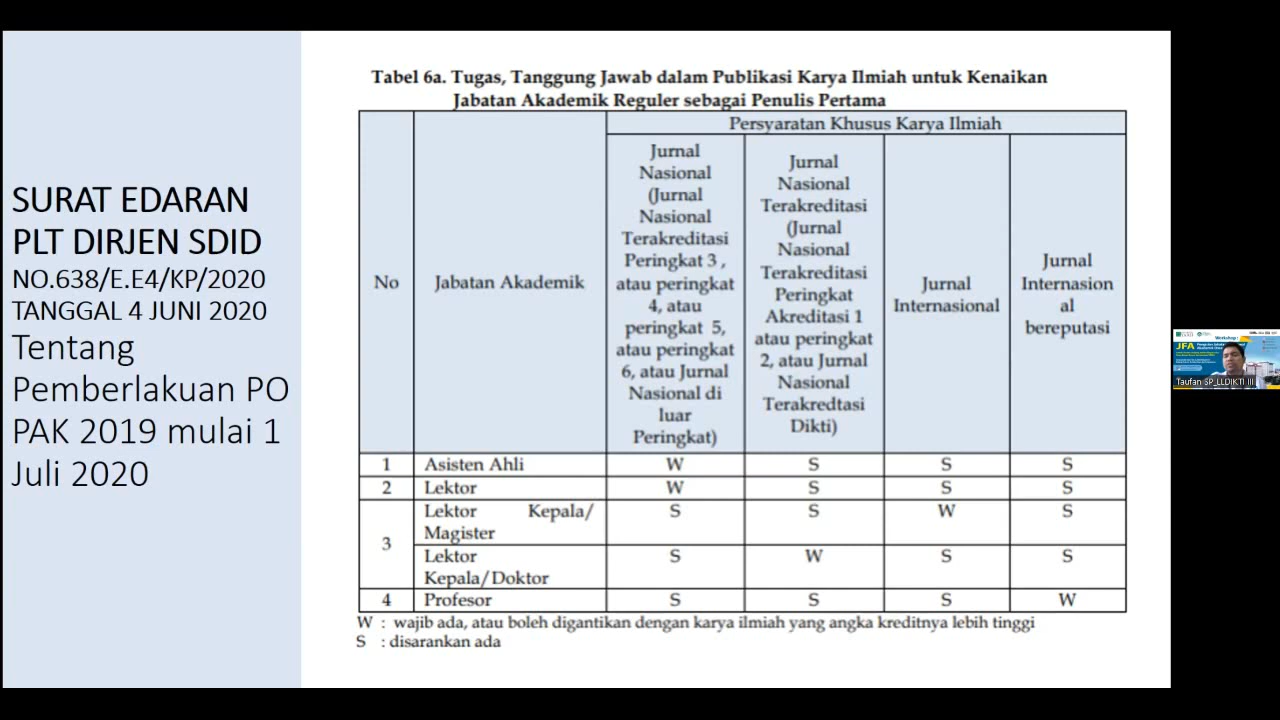 SURAT EDARAN
PLT DIRJEN SDID
NO.638/E.E4/KP/2020
TANGGAL 4 JUNI 2020
Tentang
Pemberlakuan PO
PAK 2019 mulai 1
Juli 2020
Tabel 6a. Tugas, Tanggung Jawab dalam Publikasi Karya Ilmiah untuk Kenaikan
Jabatan Akademik Reguler sebagai Penulis Pertama
No
Jabatan Akademik
Persyaratan Khusus Karya Ilmiah
Jurnal
Nasional
(Jurnal
Nasional
Terakreditasi
Peringkat 3 ,
atau peringkat
4, atau
peringkat 5,
atau peringkat
6, atau Jurnal
Nasional di
luar
Peringkat)
Jurnal
Nasional
Terakreditasi
(Jurnal
Nasional
Terakreditasi
Peringkat
Akreditasi 1
atau peringkat
2, atau Jurnal
Nasional
Terakredtasi
Dikti)
Jurnal
Internasional
Jurnal
Internasion
al
bereputasi
1 Asisten Ahli W S S S
2 Lektor W S S S
3
Lektor Kepala/
Magister
S S W S
Lektor
Kepala/Doktor
S W S S
4 Profesor S S S W
W : wajib ada, atau boleh digantikan dengan karya ilmiah yang angka kreditnya lebih tinggi
S : disarankan ada
Workshop :
JFA
Taufan SP_LLDIKTI III